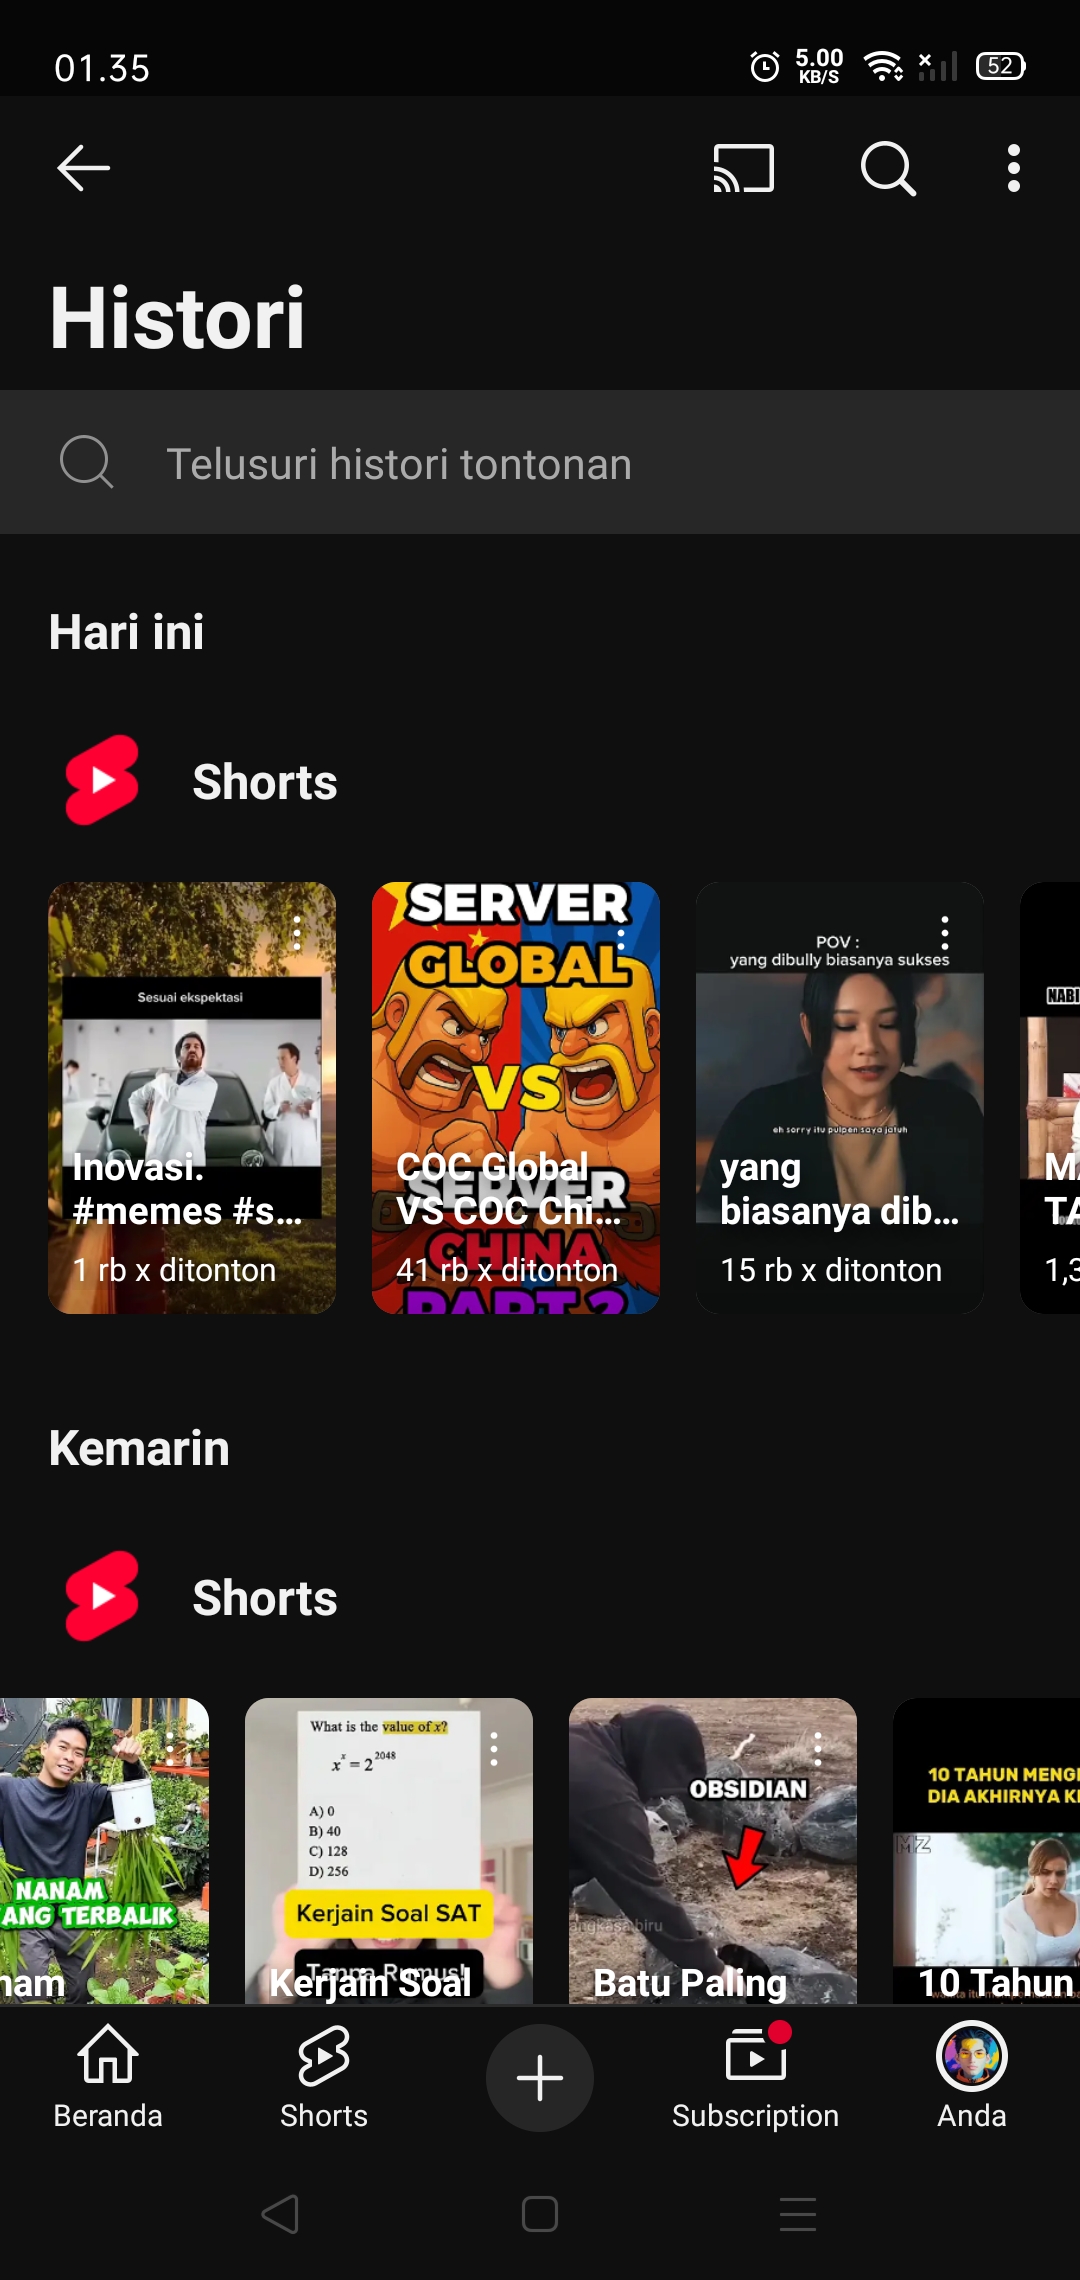 01.35
5.00
KB/S
52
Histori
Telusuri histori tontonan
Hari ini
Shorts
Sesuai ekspektasi
Inovasi.
#memes #s...
1 rb x ditonton
SERVER
GLOBAL
VS
SERVER
CHINA
PART 2
COC Global
VS COC Chi...
41 rb x ditonton
POV :
yang dibully biasanya sukses
eh sorry itu pulpen saya jatuh
yang
biasanya dib...
15 rb x ditonton
NABI
1,3
Kemarin
Shorts
NANAM
ANG TERBALIK
nam
What is the value of x?
x^x = 2^2048
A) 0
B) 40
C) 128
D) 256
Kerjain Soal SAT
Tanpa Rumus!
Kerjain Soal
OBSIDIAN
angkasa.biru
Batu Paling
10 TAHUN MENG
DIA AKHIRNYA K
MZ
10 Tahun
Beranda
Shorts
Subscription
Anda